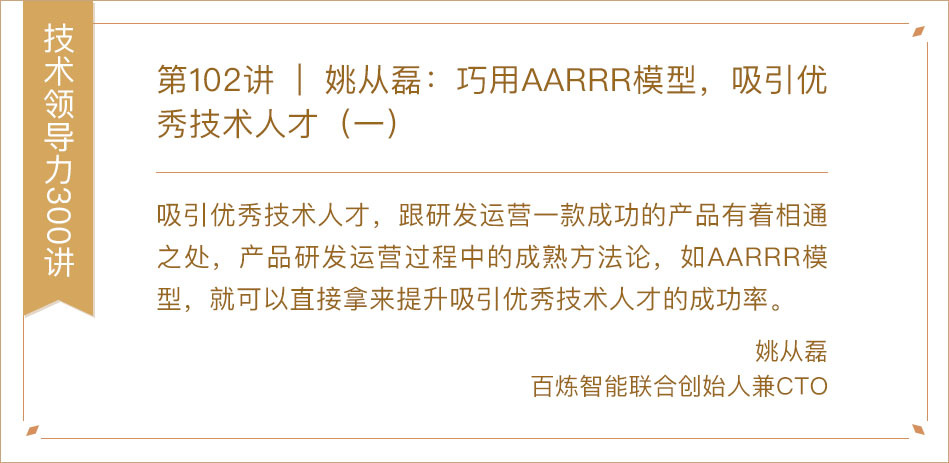 技术领导力300讲
第102讲 | 姚从磊：巧用AARRR模型，吸引优
秀技术人才（一）
吸引优秀技术人才，跟研发运营一款成功的产品有着相通
之处，产品研发运营过程中的成熟方法论，如AARRR模
型，就可以直接拿来提升吸引优秀技术人才的成功率。
姚从磊
百炼智能联合创始人兼CTO